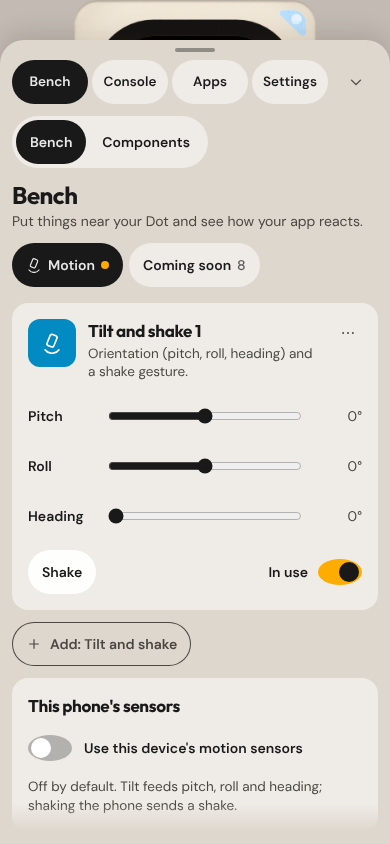 Bench
Console
Apps
Settings
Bench
Components
Bench
Put things near your Dot and see how your app reacts.
Motion
Coming soon 8
Tilt and shake 1
Orientation (pitch, roll, heading) and
a shake gesture.
Pitch 0°
Roll 0°
Heading 0°
Shake
In use
+ Add: Tilt and shake
This phone's sensors
Use this device's motion sensors
Off by default. Tilt feeds pitch, roll and heading;
shaking the phone sends a shake.